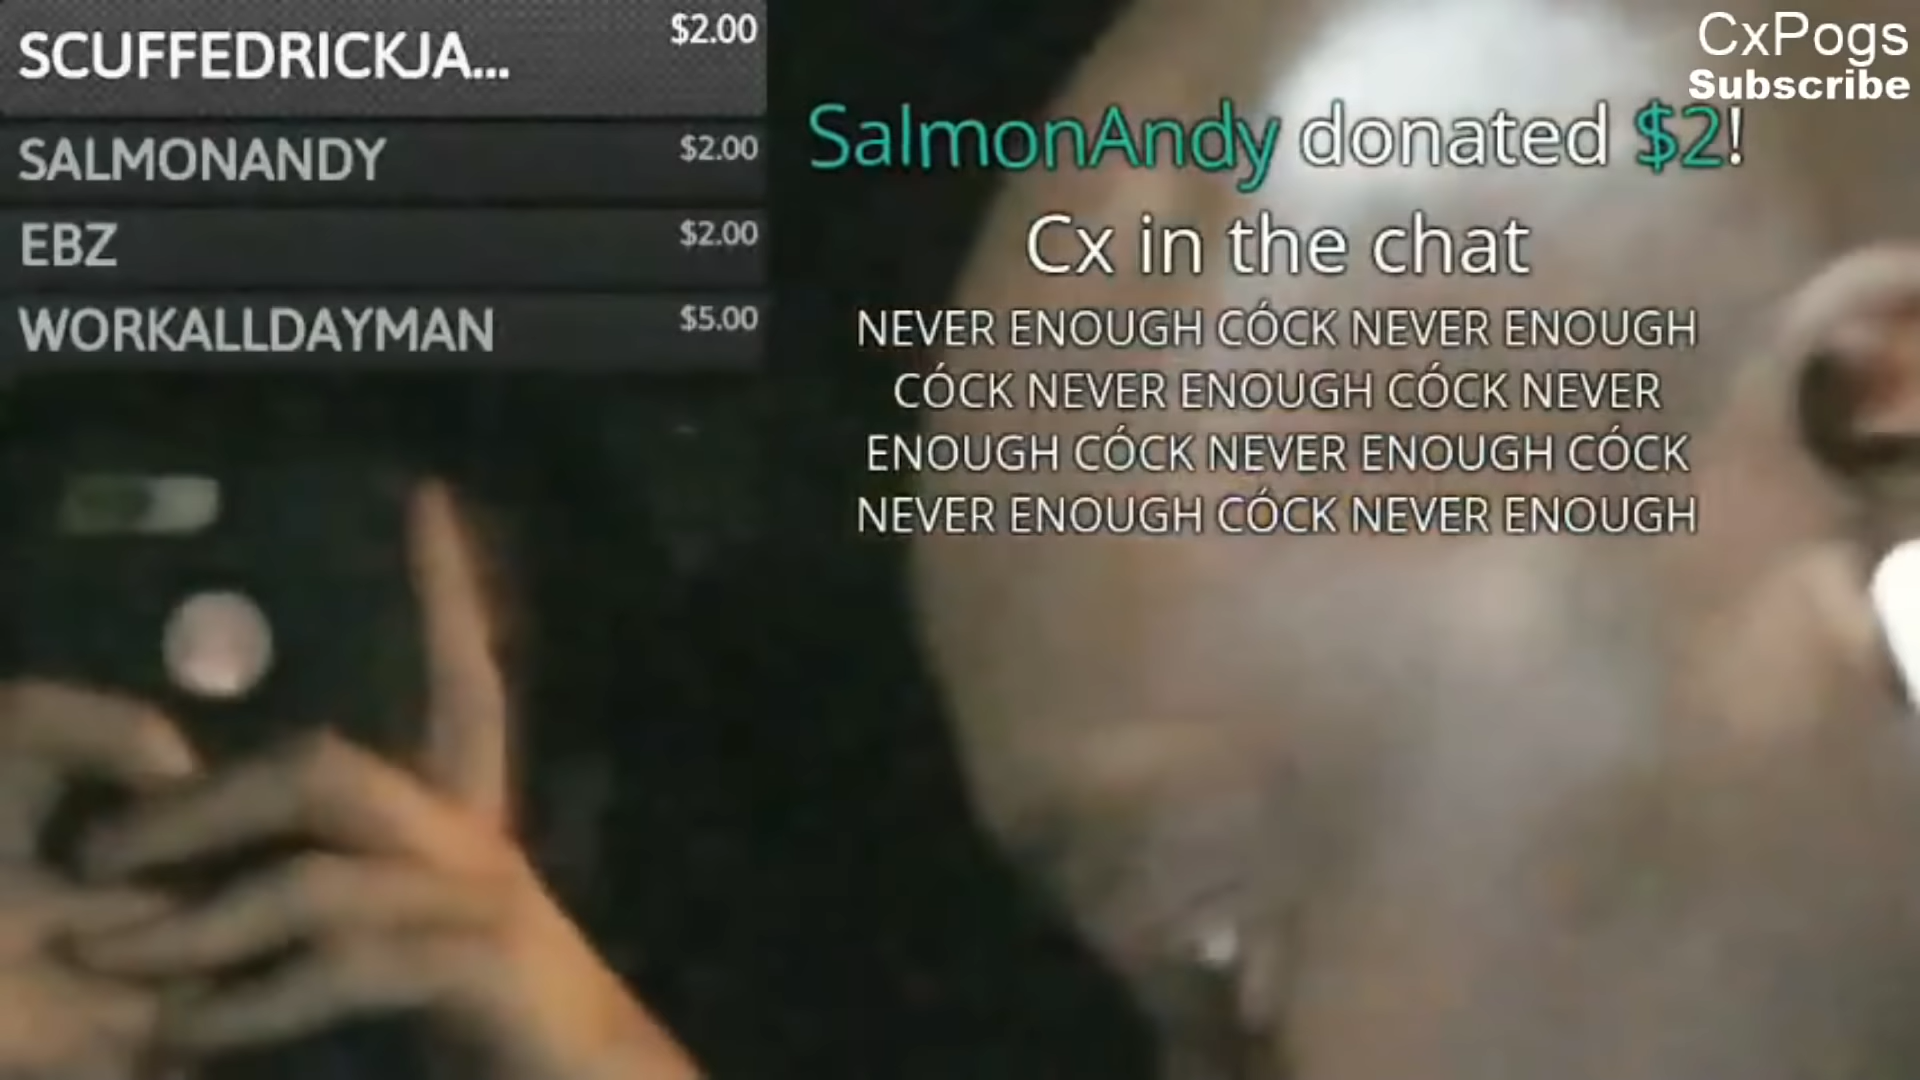 SCUFFEDRICKJA... $2.00
SALMONANDY $2.00
EBZ $2.00
WORKALLDAYMAN $5.00
CxPogs
Subscribe
SalmonAndy donated $2!
Cx in the chat
NEVER ENOUGH CÓCK NEVER ENOUGH
CÓCK NEVER ENOUGH CÓCK NEVER
ENOUGH CÓCK NEVER ENOUGH CÓCK
NEVER ENOUGH CÓCK NEVER ENOUGH